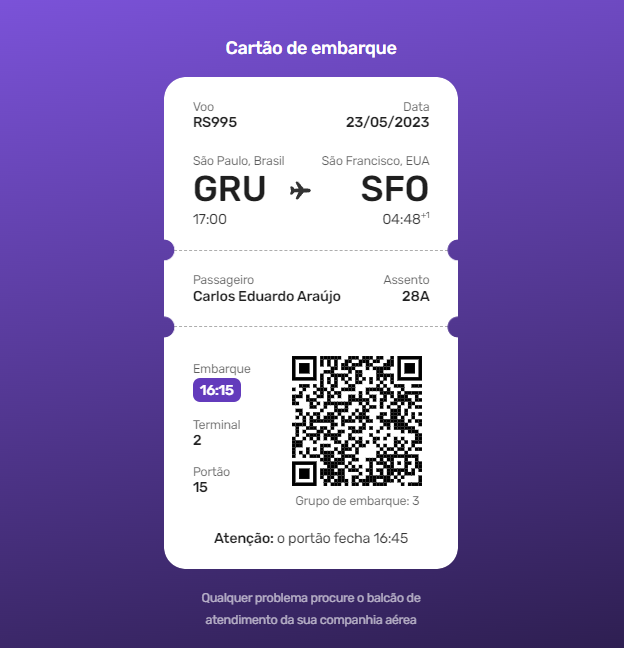 Cartão de embarque
Voo Data
RS995 23/05/2023
São Paulo, Brasil São Francisco, EUA
GRU SFO
17:00 04:48+1
Passageiro Assento
Carlos Eduardo Araújo 28A
Embarque
16:15
Terminal
2
Portão
15
Grupo de embarque: 3
Atenção: o portão fecha 16:45
Qualquer problema procure o balcão de
atendimento da sua companhia aérea